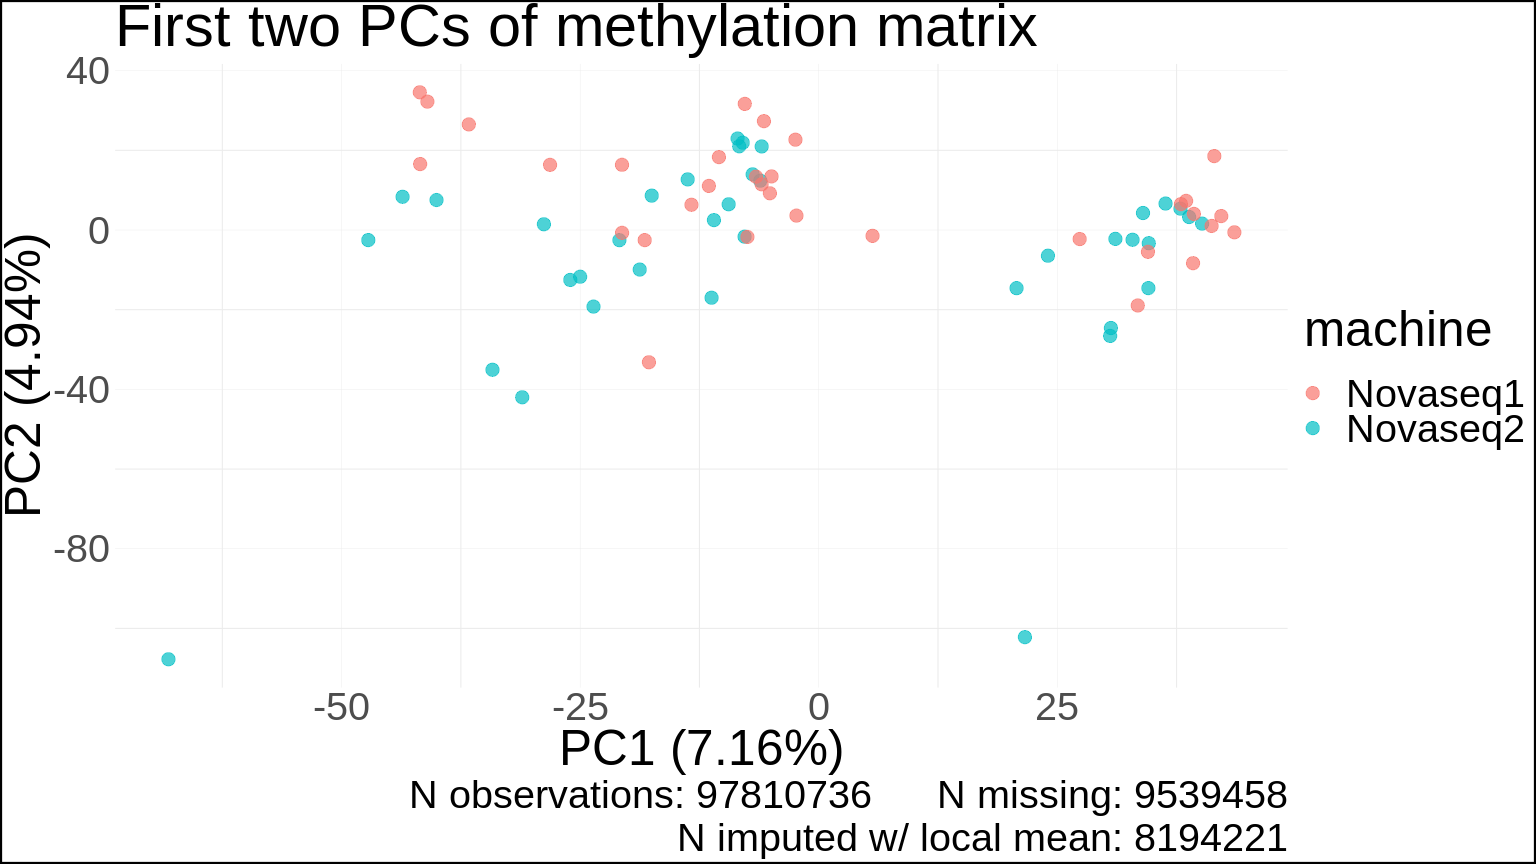 First two PCs of methylation matrix
40
0
-40
-80
PC2 (4.94%)
-50 -25 0 25
PC1 (7.16%)
machine
Novaseq1
Novaseq2
N observations: 97810736 N missing: 9539458
N imputed w/ local mean: 8194221